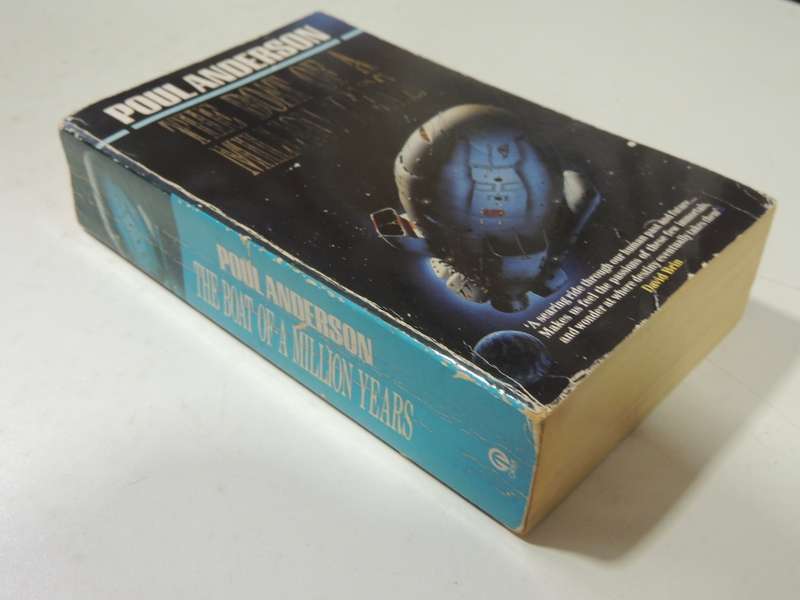 POUL ANDERSON
THE BOAT OF A
MILLION YEARS
'A searing ride through our human past and future...
Makes us feel the passion of these few immortals,
and wonder at where destiny eventually takes them'
David Brin
POUL ANDERSON
THE BOAT OF A MILLION YEARS